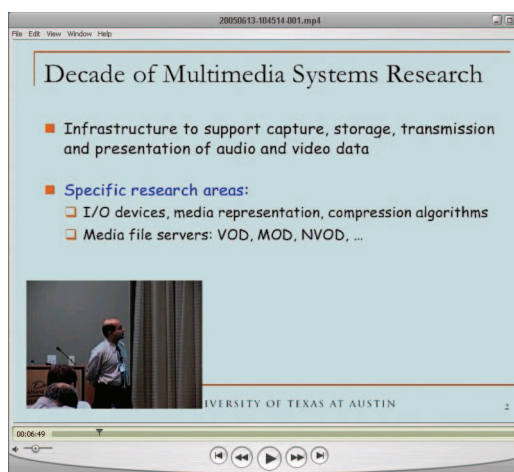 20050613-104514-001.mp4
File Edit View Window Help
Decade of Multimedia Systems Research
Infrastructure to support capture, storage, transmission
and presentation of audio and video data
Specific research areas:
I/O devices, media representation, compression algorithms
Media file servers: VOD, MOD, NVOD, ...
IVERSITY OF TEXAS AT AUSTIN
2
00:06:49